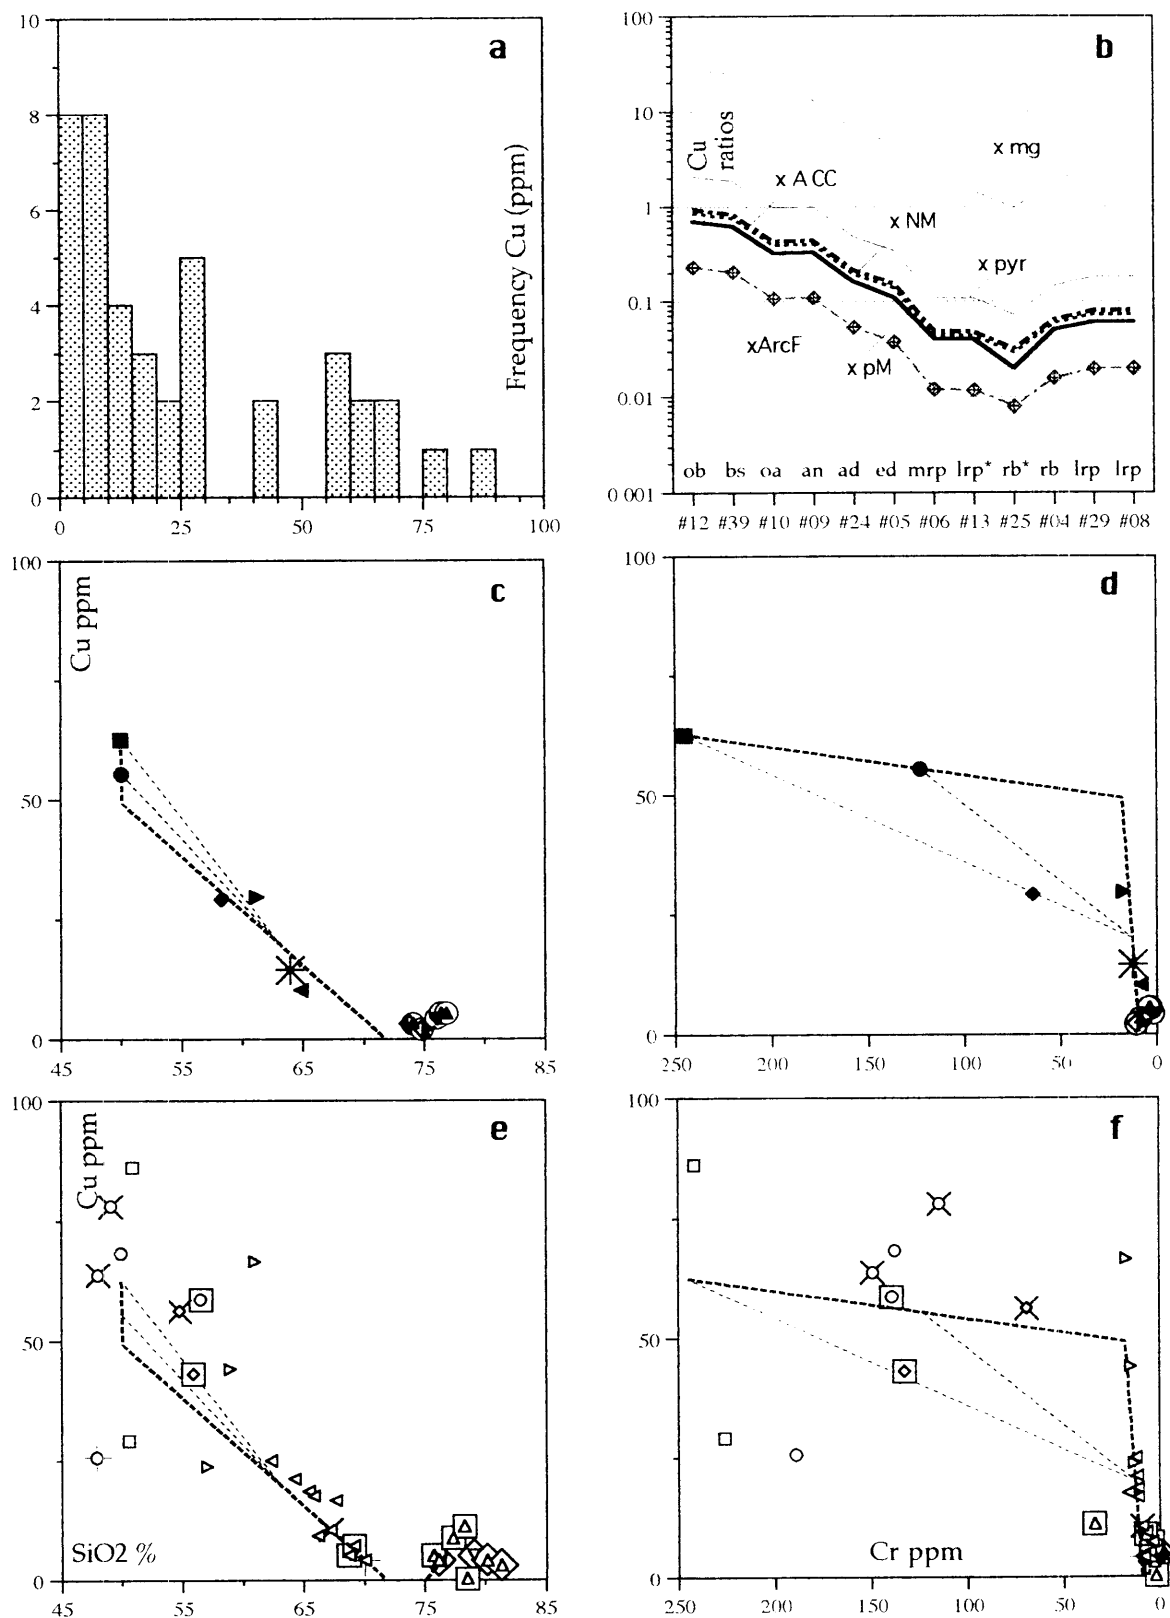 10
8
6
4
2
0
0 25 50 75 100
Frequency Cu (ppm)
a
100
10
1
0.1
0.01
0 001
b
Cu
ratios
x mg
x ACC
x NM
x pyr
xArcF
x pM
ob bs oa an ad ed mrp lrp* rb* rb lrp lrp
#12 #39 #10 #09 #24 #05 #06 #13 #25 #04 #29 #08
100
50
0
Cu ppm
c
45 55 65 75 85
100
50
0
d
250 200 150 100 50 0
100
50
0
Cu ppm
e
SiO2 %
45 55 65 75 85
100
50
0
f
Cr ppm
250 200 150 100 50 0